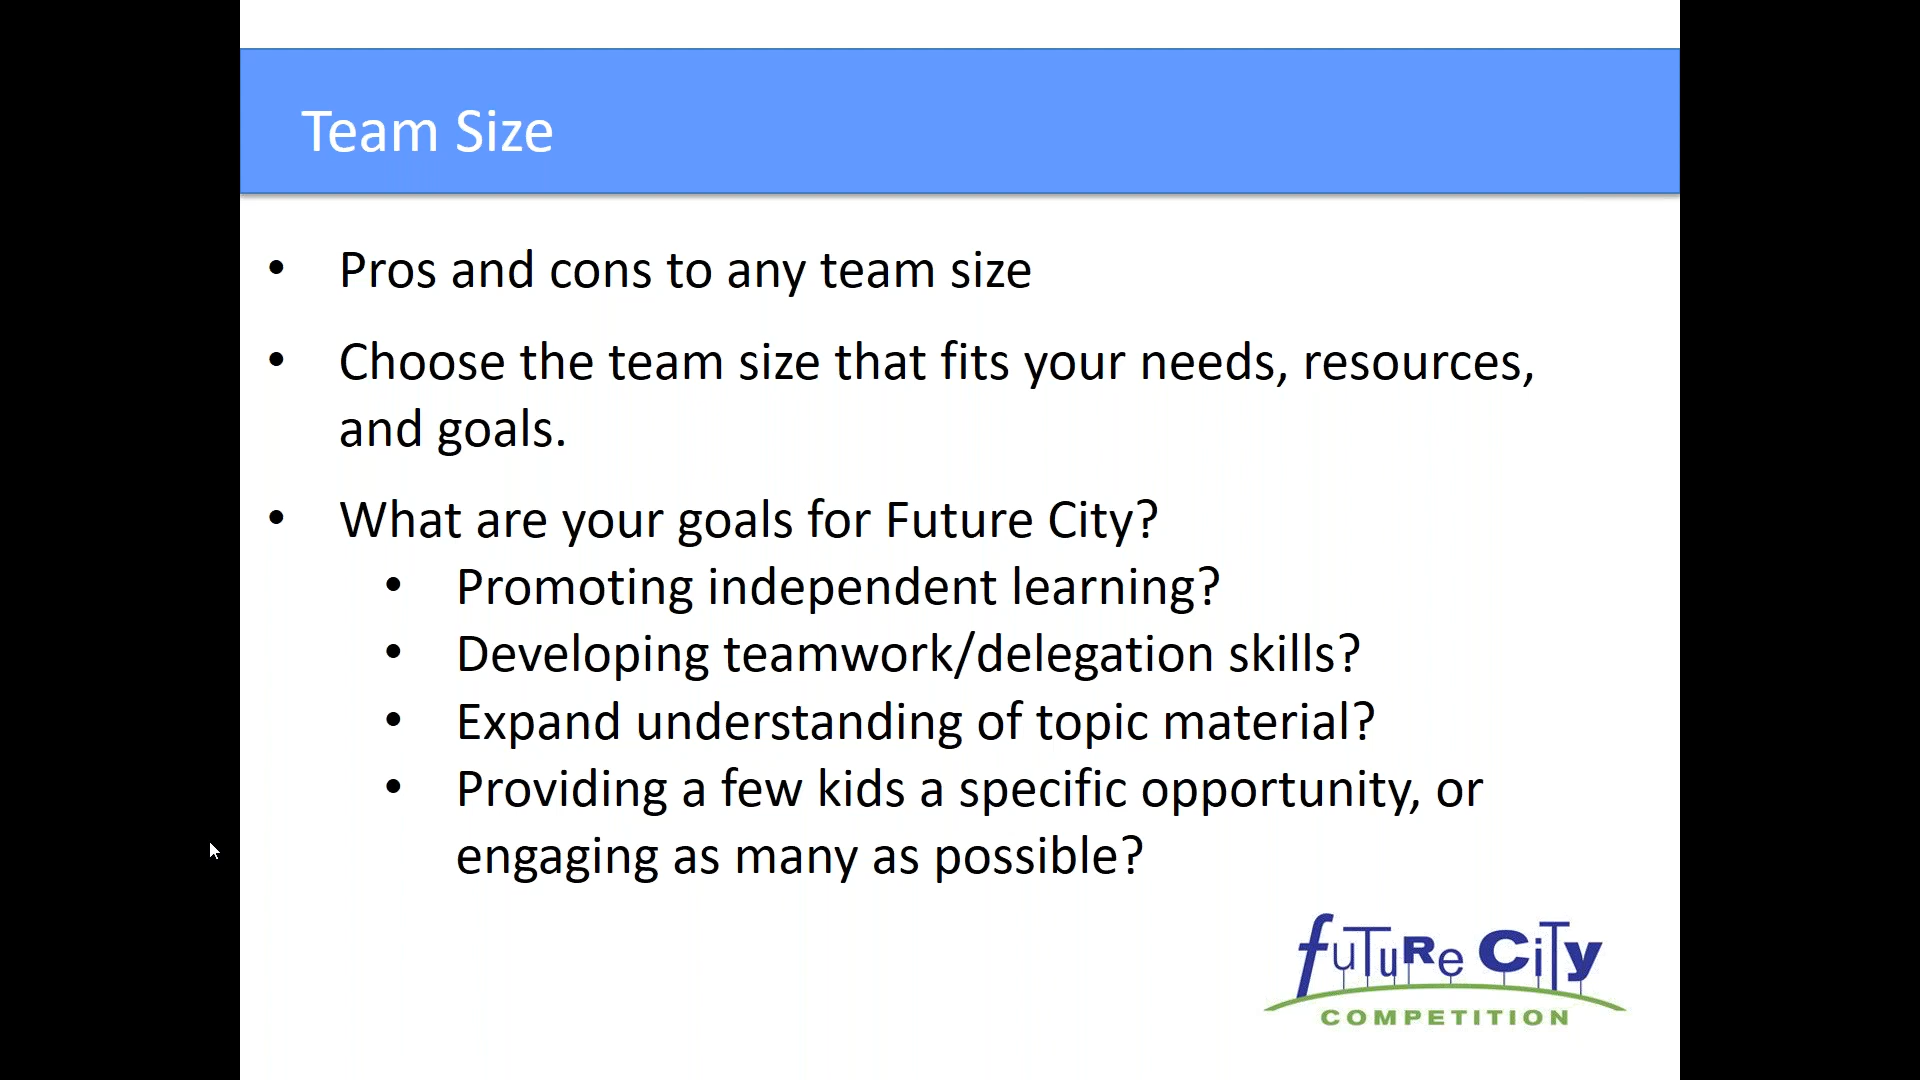 Team Size
• Pros and cons to any team size
• Choose the team size that fits your needs, resources,
and goals.
• What are your goals for Future City?
• Promoting independent learning?
• Developing teamwork/delegation skills?
• Expand understanding of topic material?
• Providing a few kids a specific opportunity, or
engaging as many as possible?
fuTuRe CiTy
COMPETITION